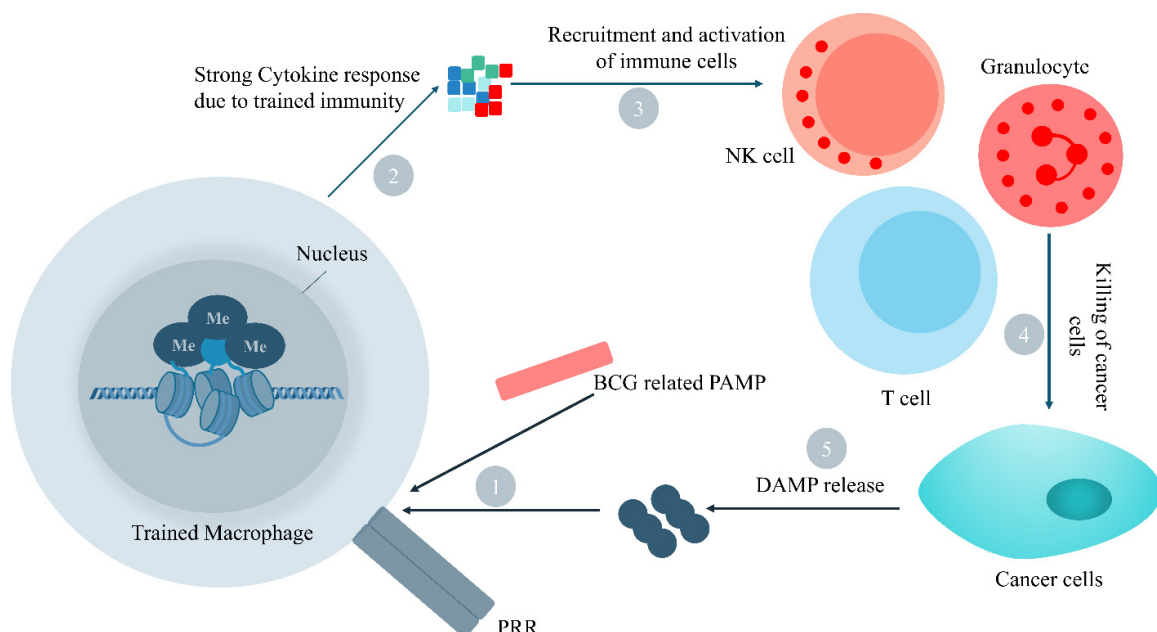 Strong Cytokine response
due to trained immunity
2
Recruitment and activation
of immune cells
3
NK cell
Granulocyte
Nucleus
Me
Me
Me
Trained Macrophage
BCG related PAMP
T cell
4
Killing of cancer
cells
1
5
DAMP release
Cancer cells
PRR